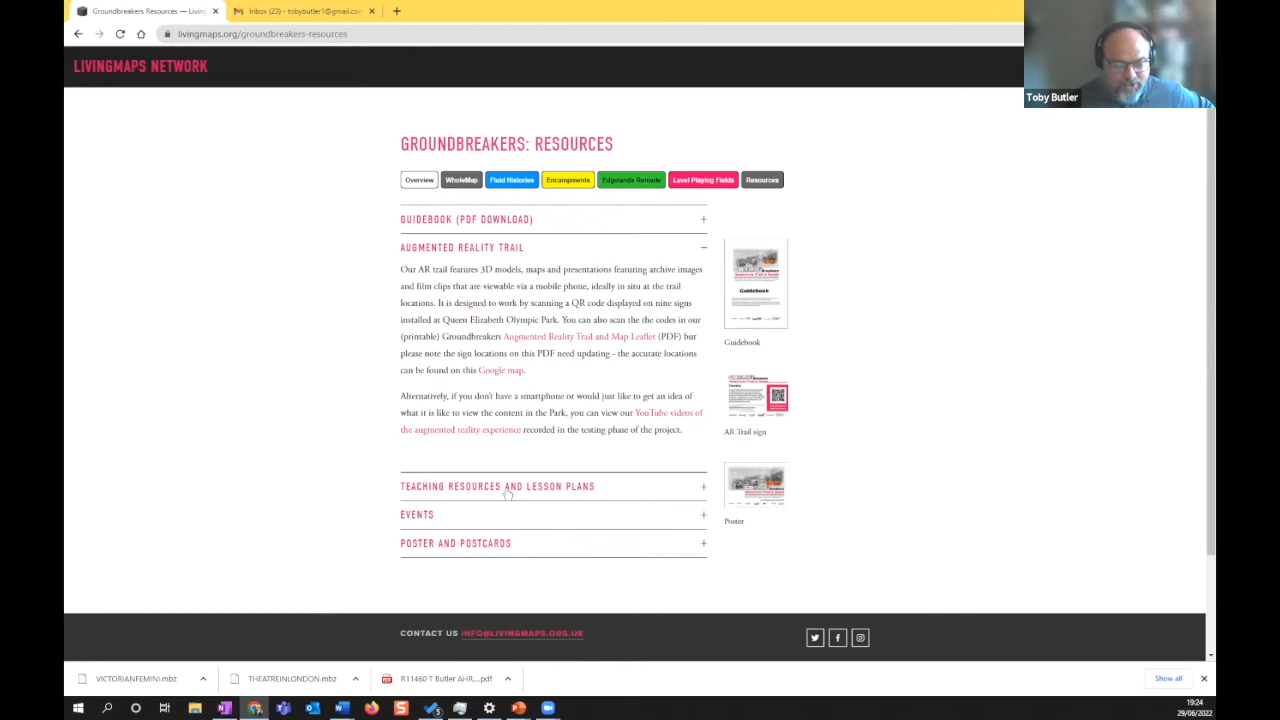 Groundbreakers Resources — Livin
Inbox (23) - tobybutler1@gmail.con
livingmaps.org/groundbreakers-resources
LIVINGMAPS NETWORK
Toby Butler
GROUNDBREAKERS: RESOURCES
Overview
WholeMap
Fluid Histories
Encampments
Edgelands Remade
Level Playing Fields
Resources
GUIDEBOOK (PDF DOWNLOAD)
AUGMENTED REALITY TRAIL
Our AR trail features 3D models, maps and presentations featuring archive images
and film clips that are viewable via a mobile phone, ideally in situ at the trail
locations. It is designed to work by scanning a QR code displayed on nine signs
installed at Queen Elizabeth Olympic Park. You can also scan the the codes in our
(printable) Groundbreakers Augmented Reality Trail and Map Leaflet (PDF) but
please note the sign locations on this PDF need updating - the accurate locations
can be found on this Google map.
Alternatively, if you don't have a smartphone or would just like to get an idea of
what it is like to view the content in the Park, you can view our YouTube videos of
the augmented reality experience recorded in the testing phase of the project.
TEACHING RESOURCES AND LESSON PLANS
EVENTS
POSTER AND POSTCARDS
Guidebook
Guidebook
AR Trail sign
Poster
CONTACT US INFO@LIVINGMAPS.ORG.UK
VICTORIANFEMINI.mbz
THEATREINLONDON.mbz
R11460 T Butler AHR....pdf
Show all
19:24
29/06/2022